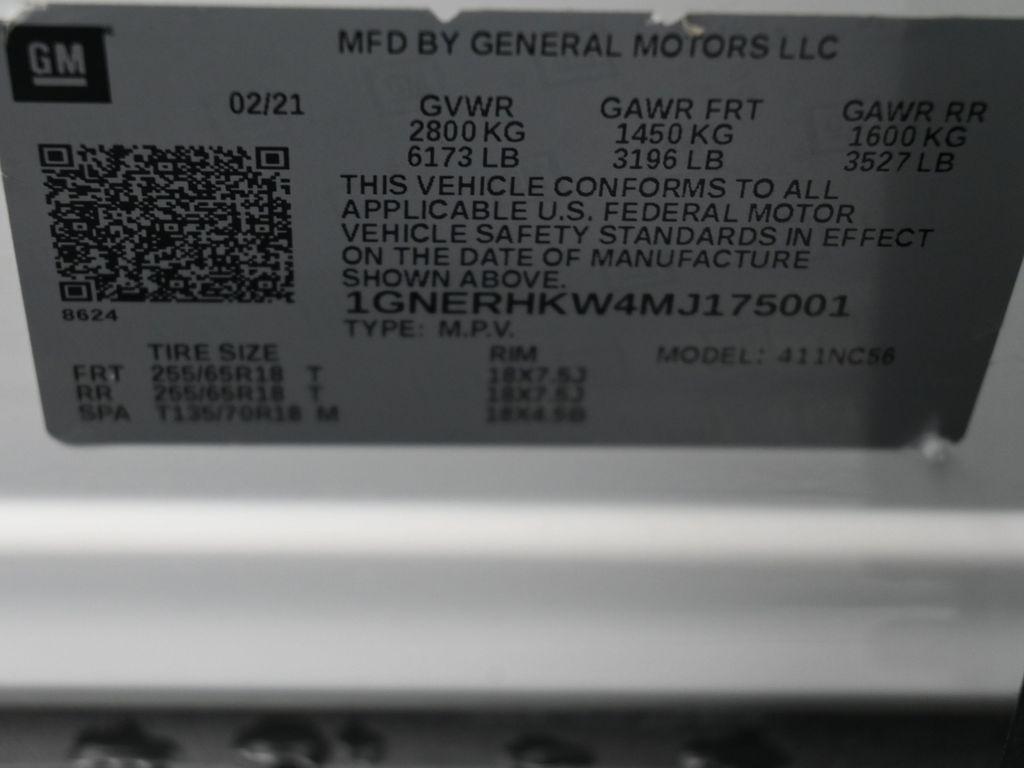 GM
MFD BY GENERAL MOTORS LLC
02/21 GVWR GAWR FRT GAWR RR
2800 KG 1450 KG 1600 KG
6173 LB 3196 LB 3527 LB
THIS VEHICLE CONFORMS TO ALL
APPLICABLE U.S. FEDERAL MOTOR
VEHICLE SAFETY STANDARDS IN EFFECT
ON THE DATE OF MANUFACTURE
SHOWN ABOVE.
1GNERHKW4MJ175001
8624
TYPE: M.P.V.
TIRE SIZE RIM MODEL: 411NC56
FRT 255/65R18 T 18X7.5J
RR 255/65R18 T 18X7.5J
SPA T135/70R18 M 18X4.5B